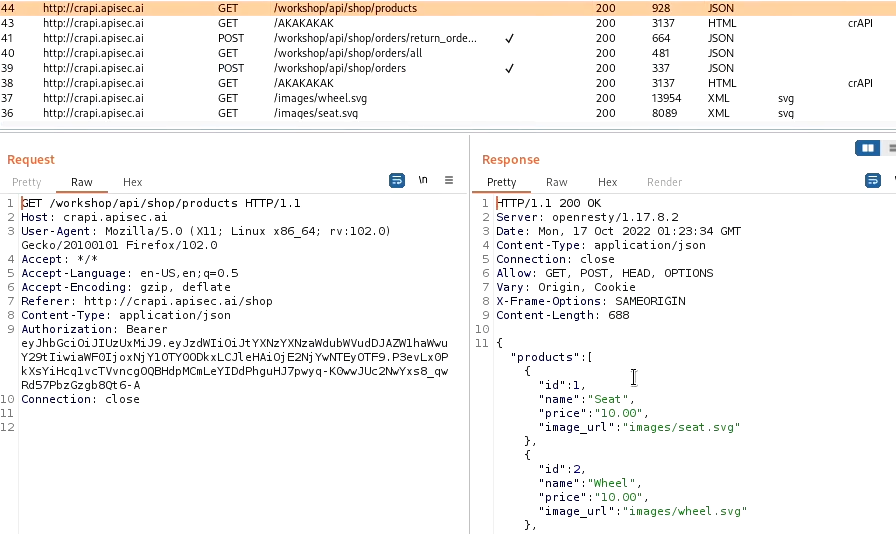 44 http://crapi.apisec.ai GET /workshop/api/shop/products 200 928 JSON
43 http://crapi.apisec.ai GET /AKAKAKAK 200 3137 HTML crAPI
41 http://crapi.apisec.ai POST /workshop/api/shop/orders/return_orde... ✓ 200 664 JSON
40 http://crapi.apisec.ai GET /workshop/api/shop/orders/all 200 481 JSON
39 http://crapi.apisec.ai POST /workshop/api/shop/orders ✓ 200 337 JSON
38 http://crapi.apisec.ai GET /AKAKAKAK 200 3137 HTML crAPI
37 http://crapi.apisec.ai GET /images/wheel.svg 200 13954 XML svg
36 http://crapi.apisec.ai GET /images/seat.svg 200 8089 XML svg
Request
Pretty Raw Hex \n
1 GET /workshop/api/shop/products HTTP/1.1
2 Host: crapi.apisec.ai
3 User-Agent: Mozilla/5.0 (X11; Linux x86_64; rv:102.0)
Gecko/20100101 Firefox/102.0
4 Accept: */*
5 Accept-Language: en-US,en;q=0.5
6 Accept-Encoding: gzip, deflate
7 Referer: http://crapi.apisec.ai/shop
8 Content-Type: application/json
9 Authorization: Bearer
10 Connection: close
11
12
Response
Pretty Raw Hex Render
1 HTTP/1.1 200 OK
2 Server: openresty/1.17.8.2
3 Date: Mon, 17 Oct 2022 01:23:34 GMT
4 Content-Type: application/json
5 Connection: close
6 Allow: GET, POST, HEAD, OPTIONS
7 Vary: Origin, Cookie
8 X-Frame-Options: SAMEORIGIN
9 Content-Length: 688
10
11 {
"products":[
{
"id":1,
"name":"Seat",
"price":"10.00",
"image_url":"images/seat.svg"
},
{
"id":2,
"name":"Wheel",
"price":"10.00",
"image_url":"images/wheel.svg"
},